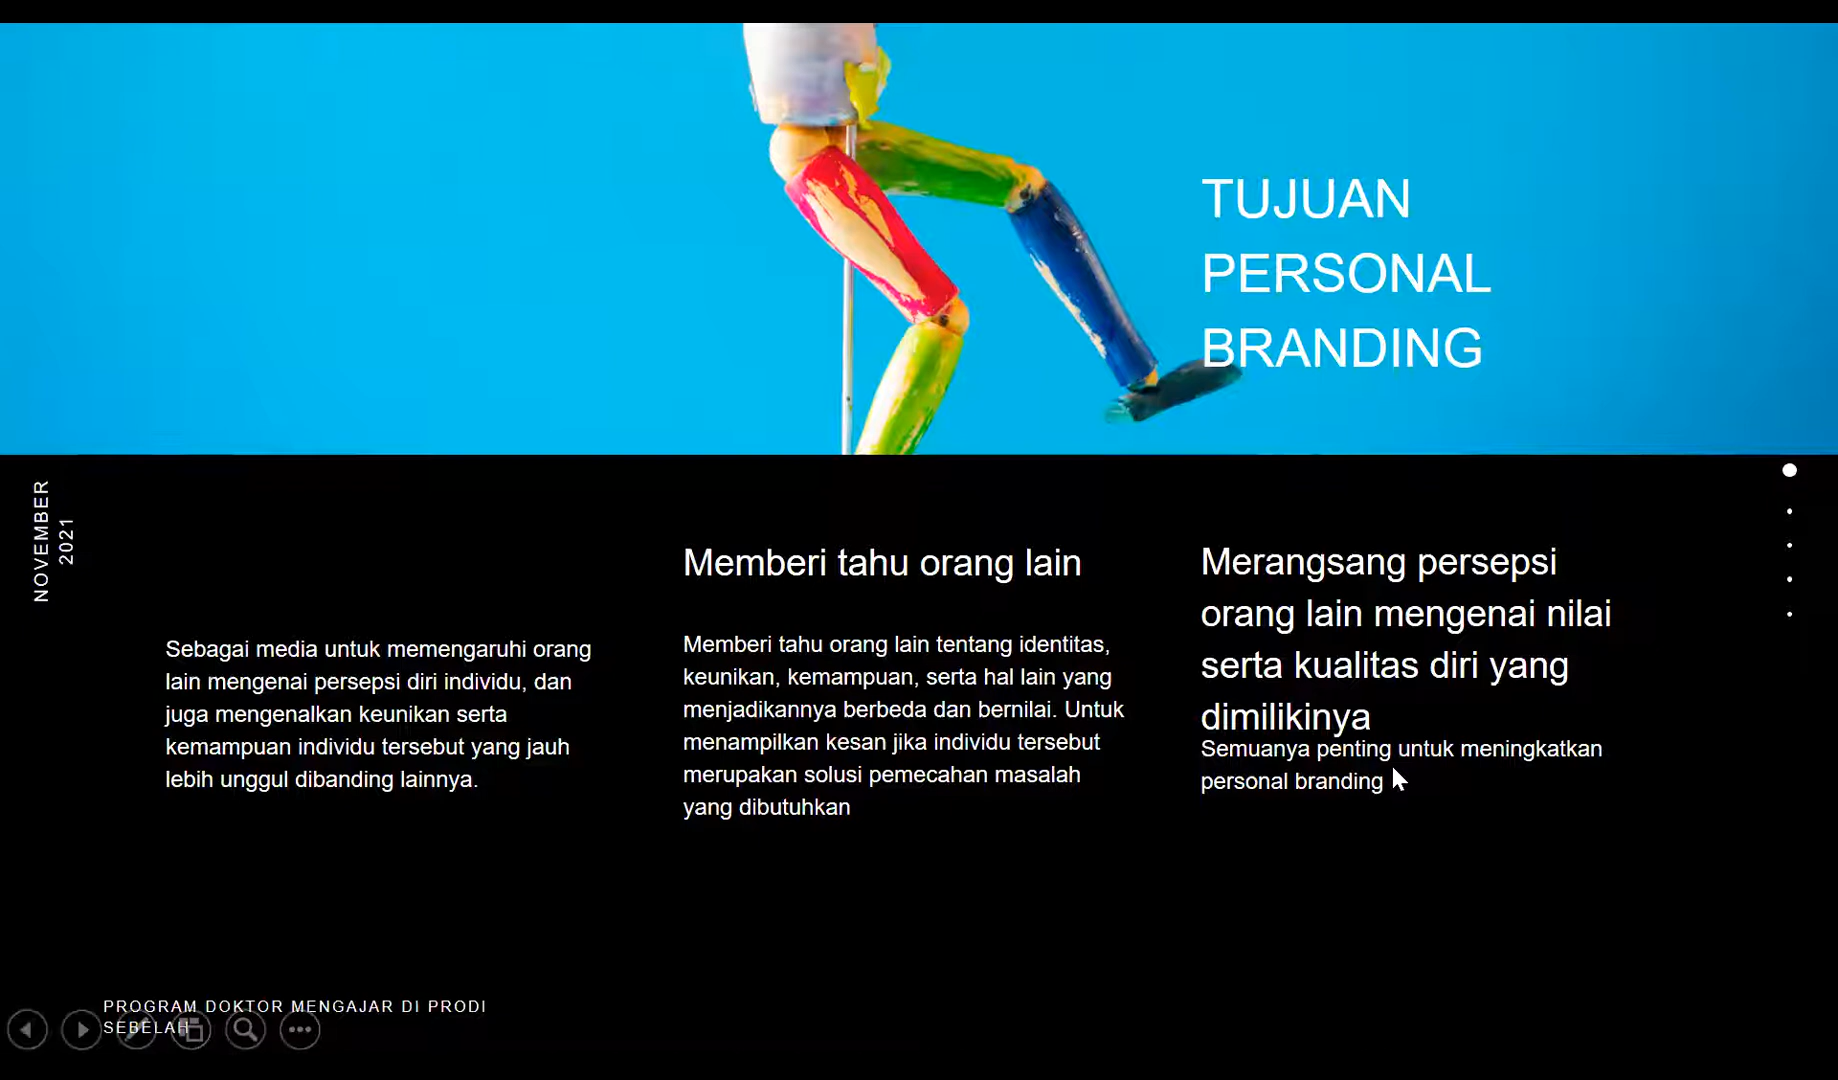 TUJUAN
PERSONAL
BRANDING
NOVEMBER
2021
Sebagai media untuk memengaruhi orang
lain mengenai persepsi diri individu, dan
juga mengenalkan keunikan serta
kemampuan individu tersebut yang jauh
lebih unggul dibanding lainnya.
Memberi tahu orang lain
Memberi tahu orang lain tentang identitas,
keunikan, kemampuan, serta hal lain yang
menjadikannya berbeda dan bernilai. Untuk
menampilkan kesan jika individu tersebut
merupakan solusi pemecahan masalah
yang dibutuhkan
Merangsang persepsi
orang lain mengenai nilai
serta kualitas diri yang
dimilikinya
Semuanya penting untuk meningkatkan
personal branding
PROGRAM DOKTOR MENGAJAR DI PRODI
SEBELAH